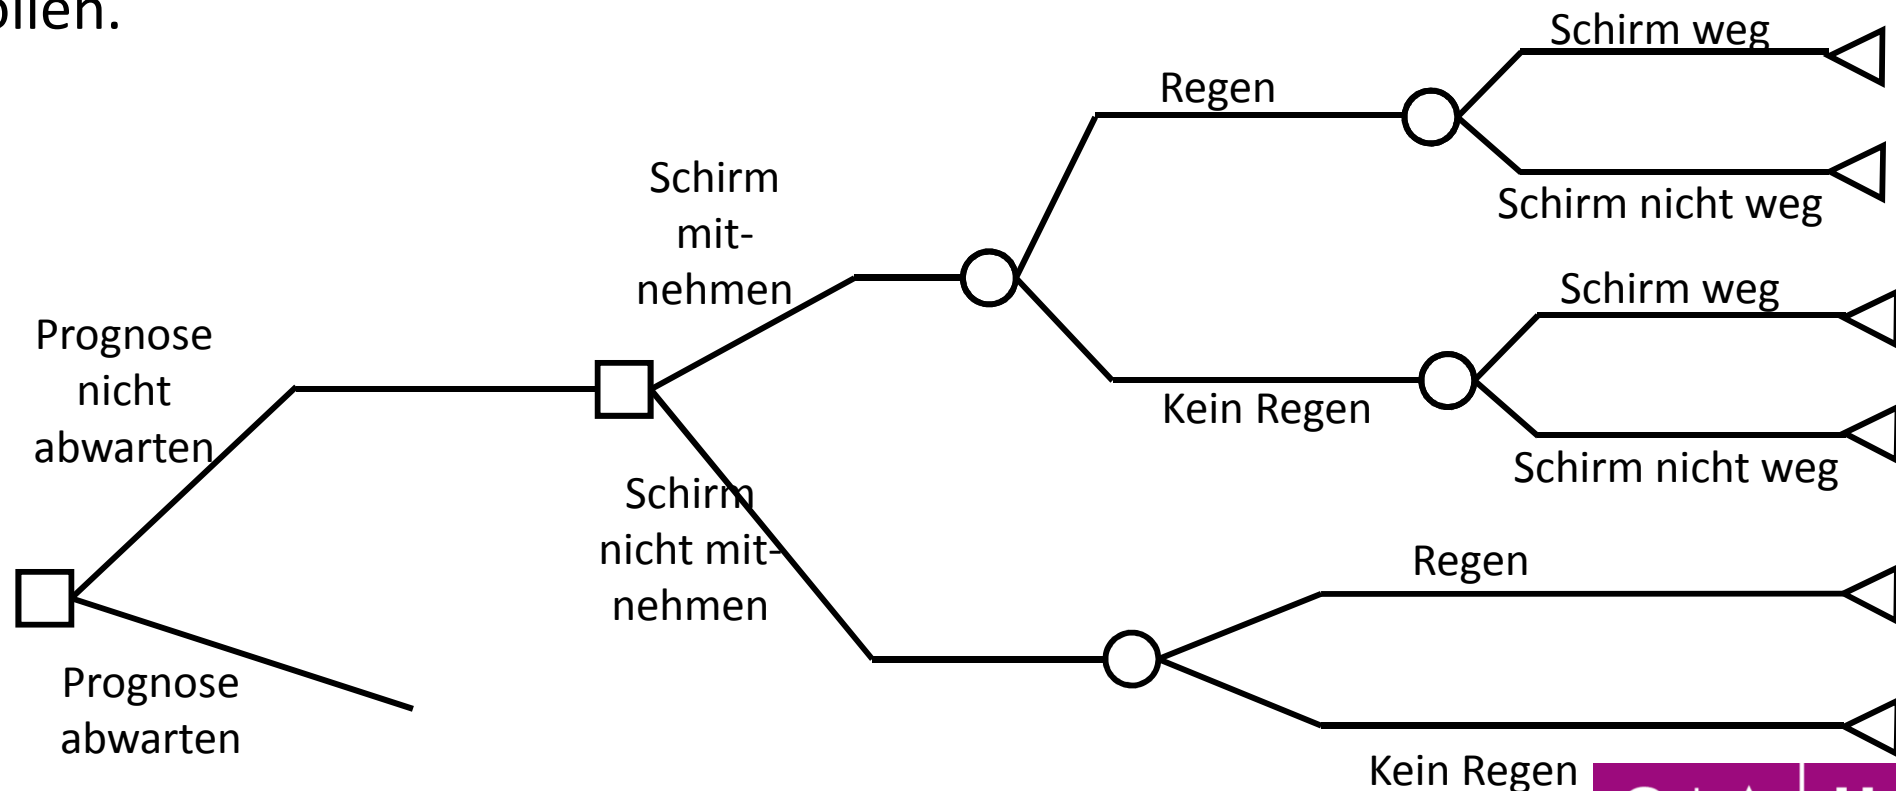 ollen.
Schirm weg
Regen
Schirm
mit-
nehmen
Schirm nicht weg
Schirm weg
Prognose
nicht
abwarten
Kein Regen
Schirm nicht weg
Schirm
nicht mit-
nehmen
Regen
Prognose
abwarten
Kein Regen